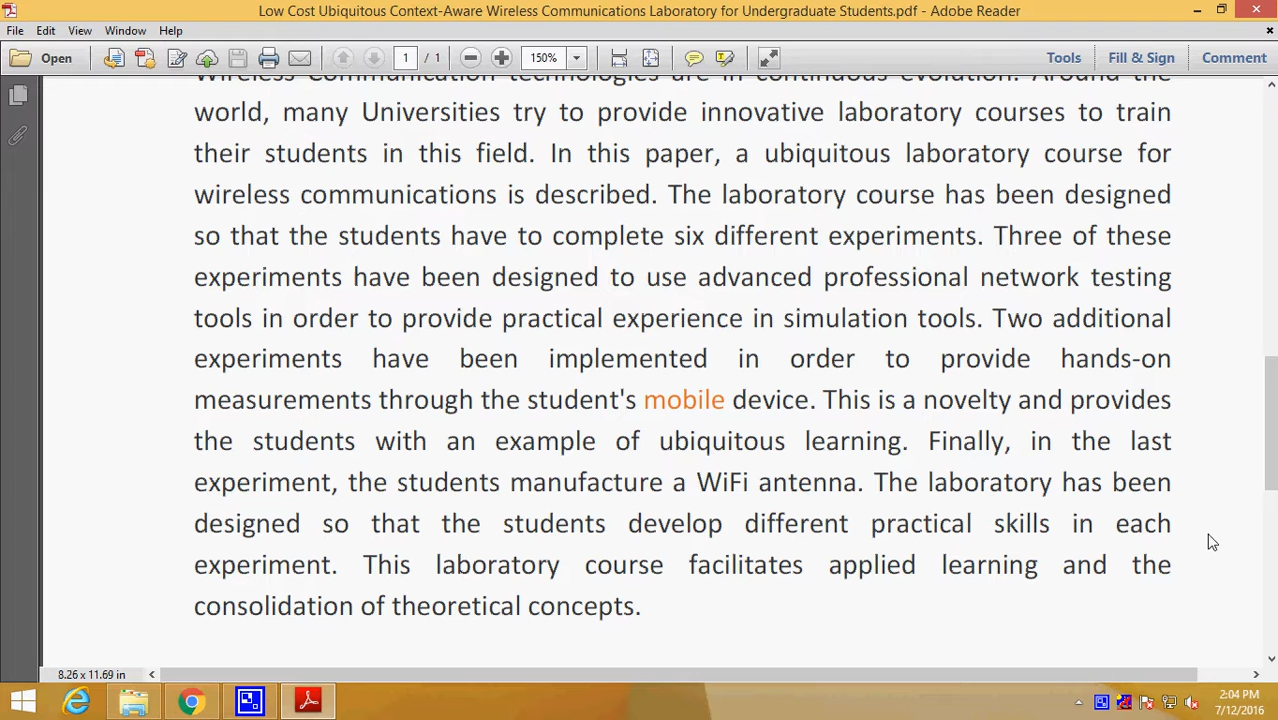 Low Cost Ubiquitous Context-Aware Wireless Communications Laboratory for Undergraduate Students.pdf - Adobe Reader
File Edit View Window Help
Open 1 / 1 150% Tools Fill & Sign Comment
Wireless Communication technologies are in continuous evolution. Around the
world, many Universities try to provide innovative laboratory courses to train
their students in this field. In this paper, a ubiquitous laboratory course for
wireless communications is described. The laboratory course has been designed
so that the students have to complete six different experiments. Three of these
experiments have been designed to use advanced professional network testing
tools in order to provide practical experience in simulation tools. Two additional
experiments have been implemented in order to provide hands-on
measurements through the student's mobile device. This is a novelty and provides
the students with an example of ubiquitous learning. Finally, in the last
experiment, the students manufacture a WiFi antenna. The laboratory has been
designed so that the students develop different practical skills in each
experiment. This laboratory course facilitates applied learning and the
consolidation of theoretical concepts.
8.26 x 11.69 in
2:04 PM
7/12/2016